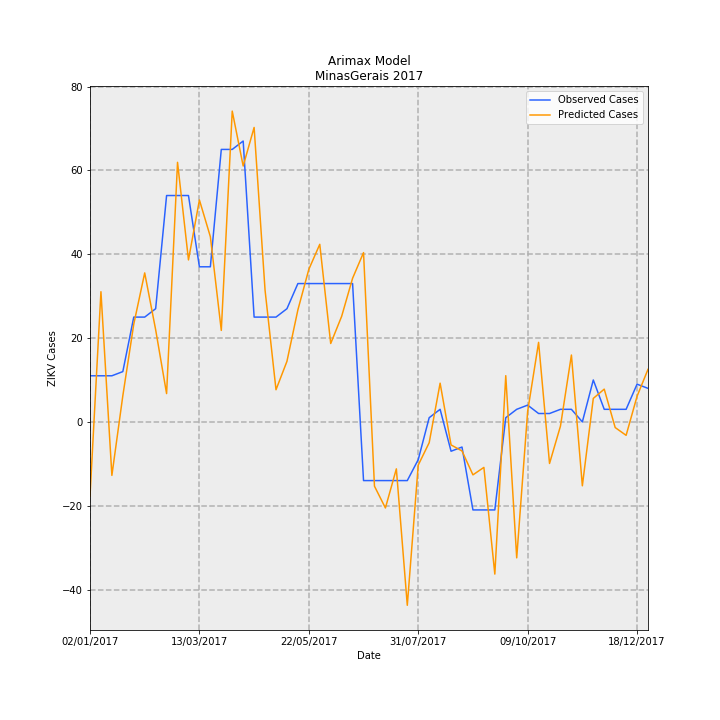 Arimax Model
MinasGerais 2017
Observed Cases
Predicted Cases
ZIKV Cases
80
60
40
20
0
−20
−40
02/01/2017
13/03/2017
22/05/2017
31/07/2017
09/10/2017
18/12/2017
Date